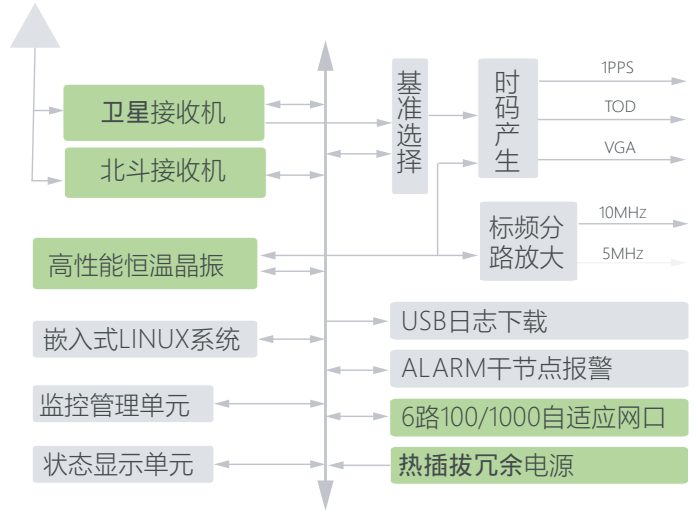 卫星接收机
北斗接收机
高性能恒温晶振
嵌入式LINUX系统
监控管理单元
状态显示单元
基准选择
时码产生
1PPS
TOD
VGA
标频分
路放大
10MHz
5MHz
USB日志下载
ALARM干节点报警
6路100/1000自适应网口
热插拔冗余电源